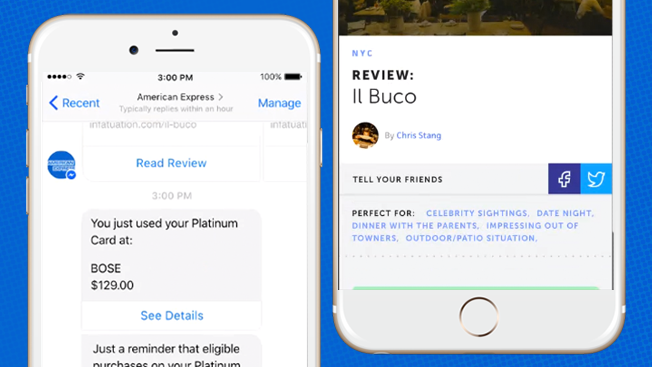 3:00 PM
100%
Recent
American Express >
Typically replies within an hour
Manage
infatuation.com/il-buco
infatuati
Read Review
AMERICAN EXPRESS
3:00 PM
You just used your Platinum
Card at:
BOSE
$129.00
See Details
Just a reminder that eligible
purchases on your Platinum
NYC
REVIEW:
Il Buco
By Chris Stang
TELL YOUR FRIENDS
PERFECT FOR: CELEBRITY SIGHTINGS, DATE NIGHT,
DINNER WITH THE PARENTS, IMPRESSING OUT OF
TOWNERS, OUTDOOR/PATIO SITUATION,